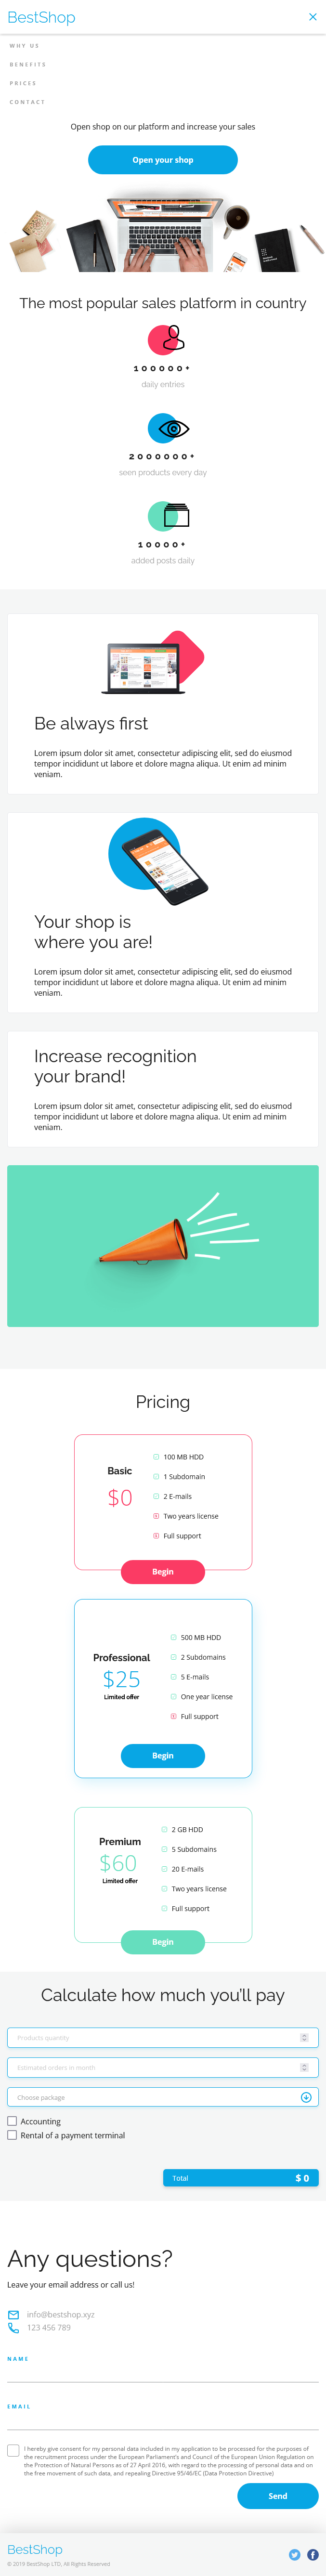 BestShop
WHY US
BENEFITS
PRICES
CONTACT
Open shop on our platform and increase your sales
Open your shop
The most popular sales platform in country
100000+
daily entries
2000000+
seen products every day
10000+
added posts daily
Be always first
Lorem ipsum dolor sit amet, consectetur adipiscing elit, sed do eiusmod
tempor incididunt ut labore et dolore magna aliqua. Ut enim ad minim
veniam.
Your shop is
where you are!
Lorem ipsum dolor sit amet, consectetur adipiscing elit, sed do eiusmod
tempor incididunt ut labore et dolore magna aliqua. Ut enim ad minim
veniam.
Increase recognition
your brand!
Lorem ipsum dolor sit amet, consectetur adipiscing elit, sed do eiusmod
tempor incididunt ut labore et dolore magna aliqua. Ut enim ad minim
veniam.
Pricing
Basic
$0
100 MB HDD
1 Subdomain
2 E-mails
Two years license
Full support
Begin
Professional
$25
Limited offer
500 MB HDD
2 Subdomains
5 E-mails
One year license
Full support
Begin
Premium
$60
Limited offer
2 GB HDD
5 Subdomains
20 E-mails
Two years license
Full support
Begin
Calculate how much you'll pay
Products quantity
Estimated orders in month
Choose package
Accounting
Rental of a payment terminal
Total $ 0
Any questions?
Leave your email address or call us!
info@bestshop.xyz
123 456 789
NAME
EMAIL
I hereby give consent for my personal data included in my application to be processed for the purposes of
the recruitment process under the European Parliament's and Council of the European Union Regulation on
the Protection of Natural Persons as of 27 April 2016, with regard to the processing of personal data and on
the free movement of such data, and repealing Directive 95/46/EC (Data Protection Directive)
Send
BestShop
© 2019 BestShop LTD, All Rights Reserved